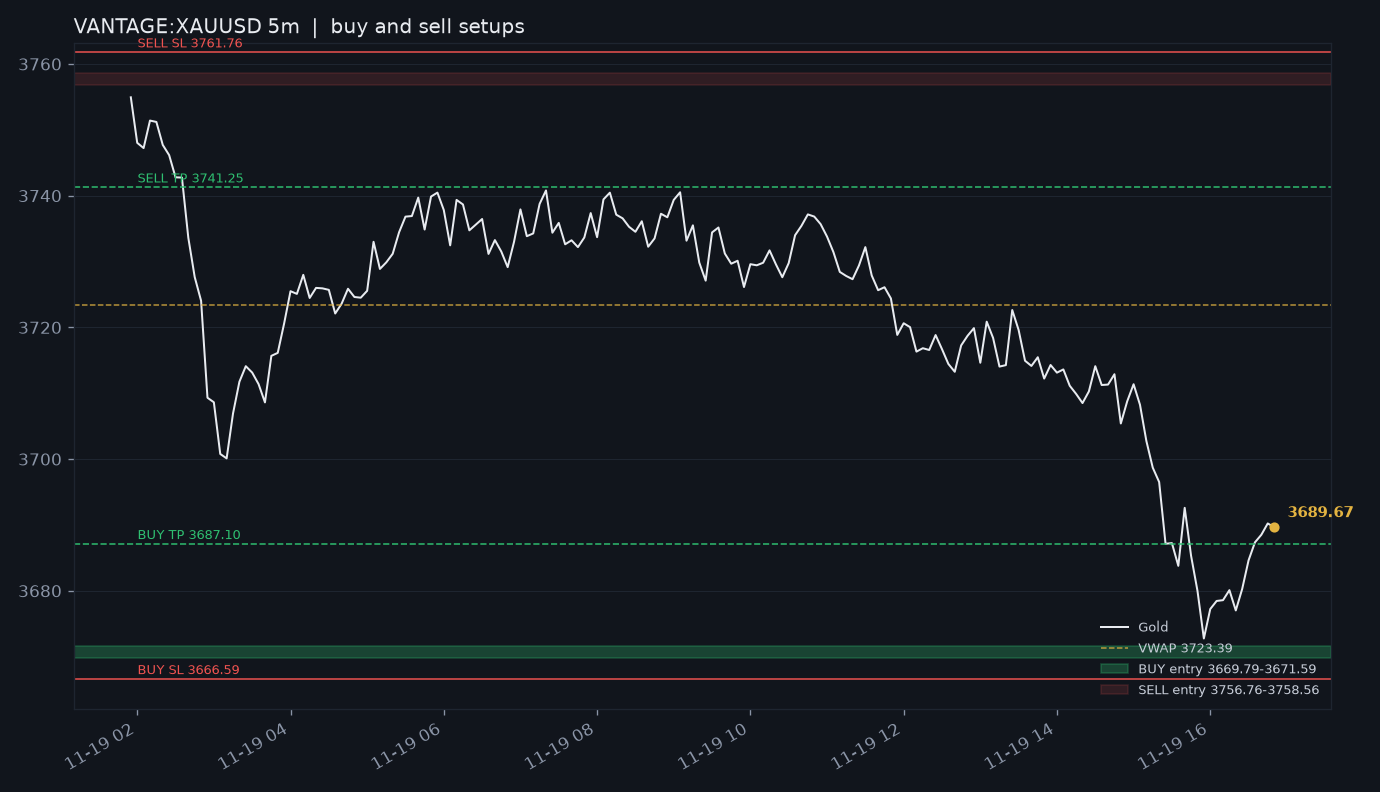 VANTAGE:XAUUSD 5m | buy and sell setups
SELL SL 3761.76
3760
SELL TP 3741.25
3740
3720
3700
3689.67
BUY TP 3687.10
3680
Gold
VWAP 3723.39
BUY entry 3669.79-3671.59
BUY SL 3666.59
SELL entry 3756.76-3758.56
11-19 02
11-19 04
11-19 06
11-19 08
11-19 10
11-19 12
11-19 14
11-19 16